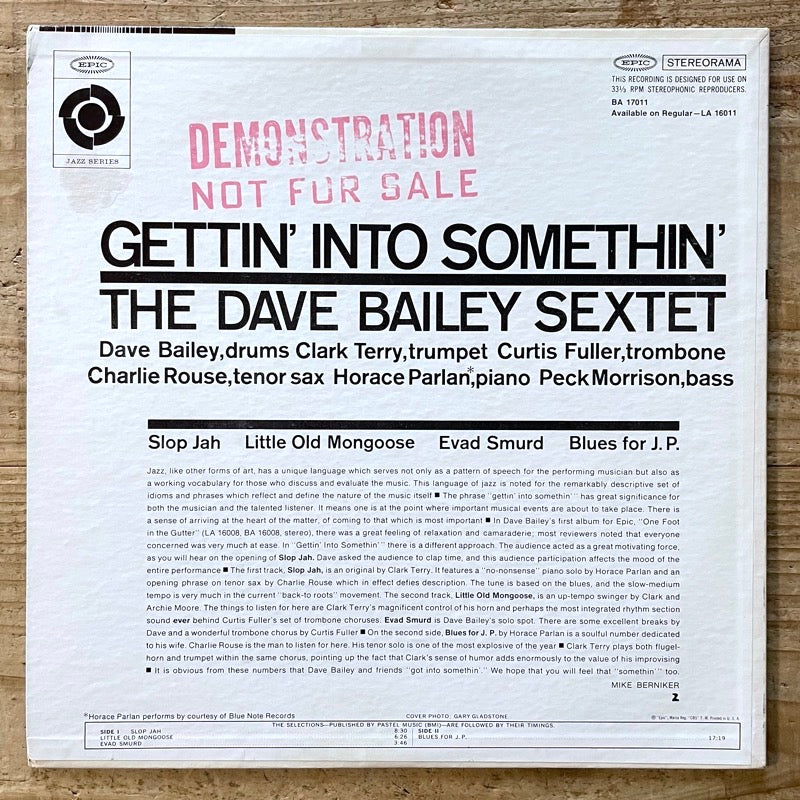 EPIC
JAZZ SERIES
EPIC STEREORAMA
THIS RECORDING IS DESIGNED FOR USE ON
33⅓ RPM STEREOPHONIC REPRODUCERS.
BA 17011
Available on Regular—LA 16011
DEMONSTRATION
NOT FOR SALE
GETTIN' INTO SOMETHIN'
THE DAVE BAILEY SEXTET
Dave Bailey,drums Clark Terry,trumpet Curtis Fuller,trombone
Charlie Rouse,tenor sax Horace Parlan,*piano Peck Morrison,bass
Slop Jah Little Old Mongoose Evad Smurd Blues for J.P.
Jazz, like other forms of art, has a unique language which serves not only as a pattern of speech for the performing musician but also as
a working vocabulary for those who discuss and evaluate the music. This language of jazz is noted for the remarkably descriptive set of
idioms and phrases which reflect and define the nature of the music itself ■ The phrase "gettin' into somethin'" has great significance for
both the musician and the talented listener. It means one is at the point where important musical events are about to take place. There is
a sense of arriving at the heart of the matter, of coming to that which is most important ■ In Dave Bailey's first album for Epic, "One Foot
in the Gutter" (LA 16008, BA 16008, stereo), there was a great feeling of relaxation and camaraderie; most reviewers noted that everyone
concerned was very much at ease. In "Gettin' Into Somethin'" there is a different approach. The audience acted as a great motivating force,
as you will hear on the opening of Slop Jah. Dave asked the audience to clap time, and this audience participation affects the mood of the
entire performance ■ The first track, Slop Jah, is an original by Clark Terry. It features a "no-nonsense" piano solo by Horace Parlan and an
opening phrase on tenor sax by Charlie Rouse which in effect defies description. The tune is based on the blues, and the slow-medium
tempo is very much in the current "back-to roots" movement. The second track, Little Old Mongoose, is an up-tempo swinger by Clark and
Archie Moore. The things to listen for here are Clark Terry's magnificent control of his horn and perhaps the most integrated rhythm section
sound ever behind Curtis Fuller's set of trombone choruses. Evad Smurd is Dave Bailey's solo spot. There are some excellent breaks by
Dave and a wonderful trombone chorus by Curtis Fuller ■ On the second side, Blues for J. P. by Horace Parlan is a soulful number dedicated
to his wife. Charlie Rouse is the man to listen for here. His tenor solo is one of the most explosive of the year ■ Clark Terry plays both flugel-
horn and trumpet within the same chorus, pointing up the fact that Clark's sense of humor adds enormously to the value of his improvising
■ It is obvious from these numbers that Dave Bailey and friends "got into somethin'." We hope that you will feel that "somethin'" too.
MIKE BERNIKER
2
*Horace Parlan performs by courtesy of Blue Note Records
COVER PHOTO: GARY GLADSTONE
Ⓟ "Epic", Marca Reg. "CBS" T. M. Printed in U. S. A.
THE SELECTIONS—PUBLISHED BY PASTEL MUSIC (BMI)—ARE FOLLOWED BY THEIR TIMINGS.
SIDE I SLOP JAH 8:30 SIDE II
LITTLE OLD MONGOOSE 6:26 BLUES FOR J.P. 17:19
EVAD SMURD 3:46